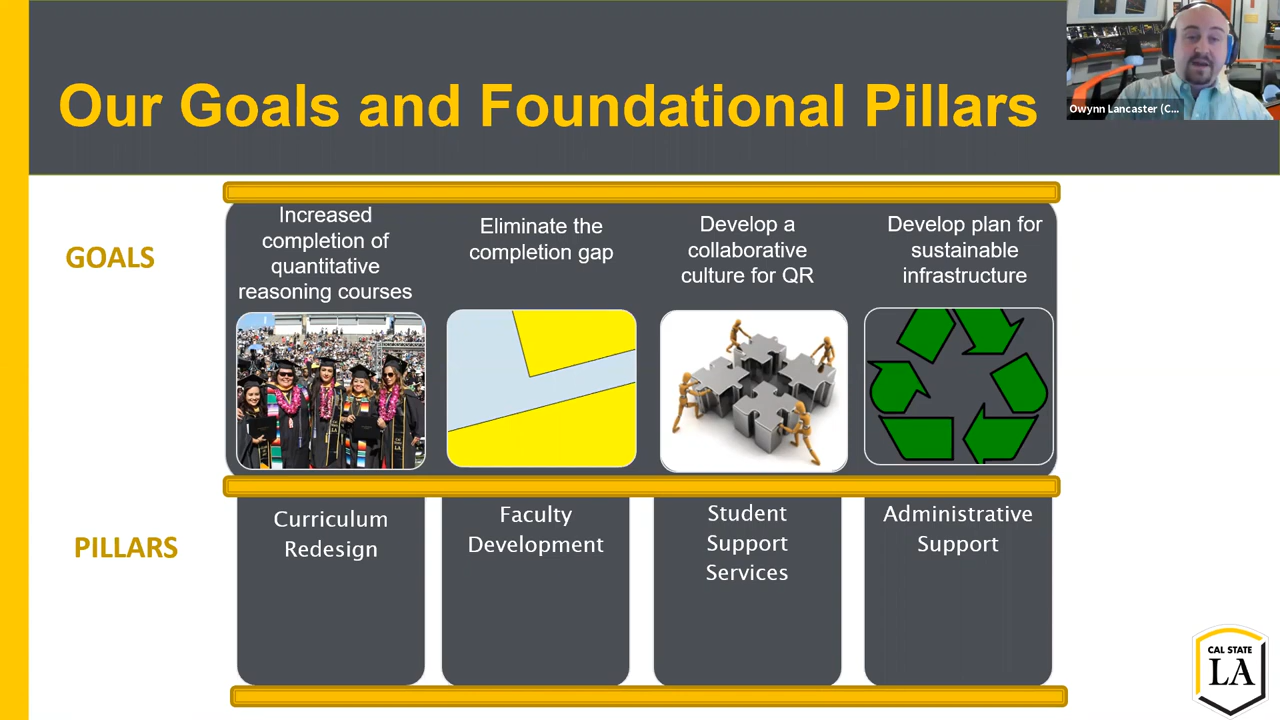 Our Goals and Foundational Pillars
Owynn Lancaster (C...
GOALS
Increased
completion of
quantitative
reasoning courses
Eliminate the
completion gap
Develop a
collaborative
culture for QR
Develop plan for
sustainable
infrastructure
PILLARS
Curriculum
Redesign
Faculty
Development
Student
Support
Services
Administrative
Support
CAL STATE
LA